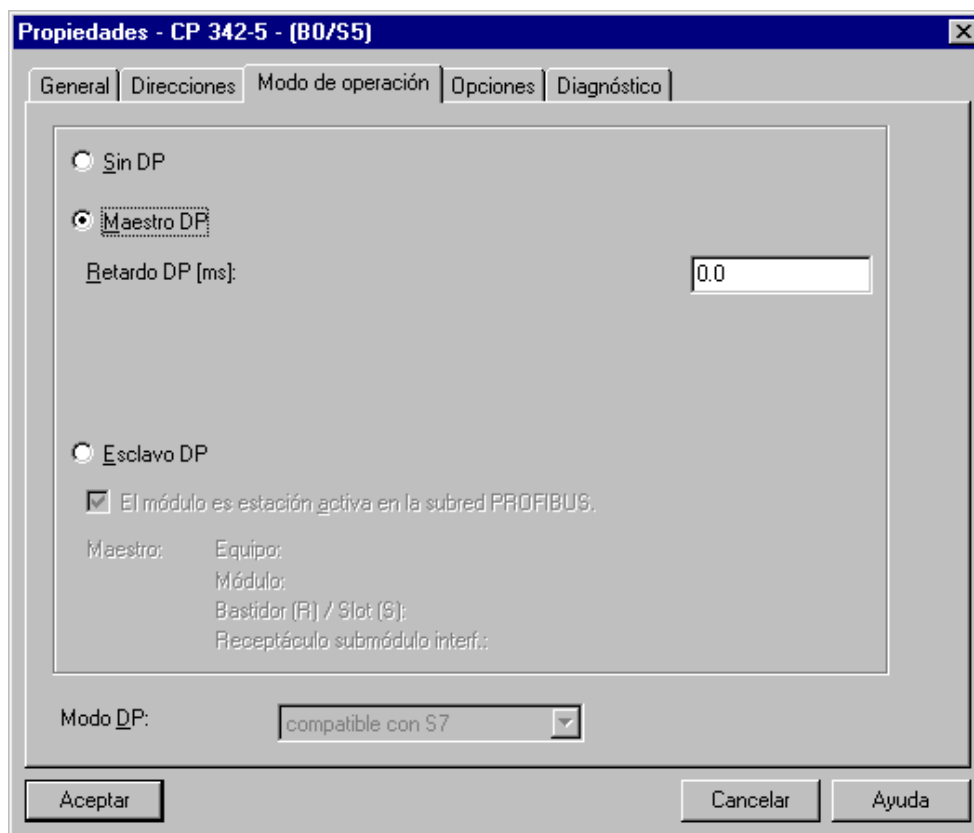 Propiedades - CP 342-5 - (B0/S5)
General Direcciones Modo de operación Opciones Diagnóstico
Sin DP
Maestro DP
Retardo DP [ms]: 0.0
Esclavo DP
El módulo es estación activa en la subred PROFIBUS.
Maestro: Equipo:
Módulo:
Bastidor (R) / Slot (S):
Receptáculo submódulo interf.:
Modo DP: compatible con S7
Aceptar Cancelar Ayuda